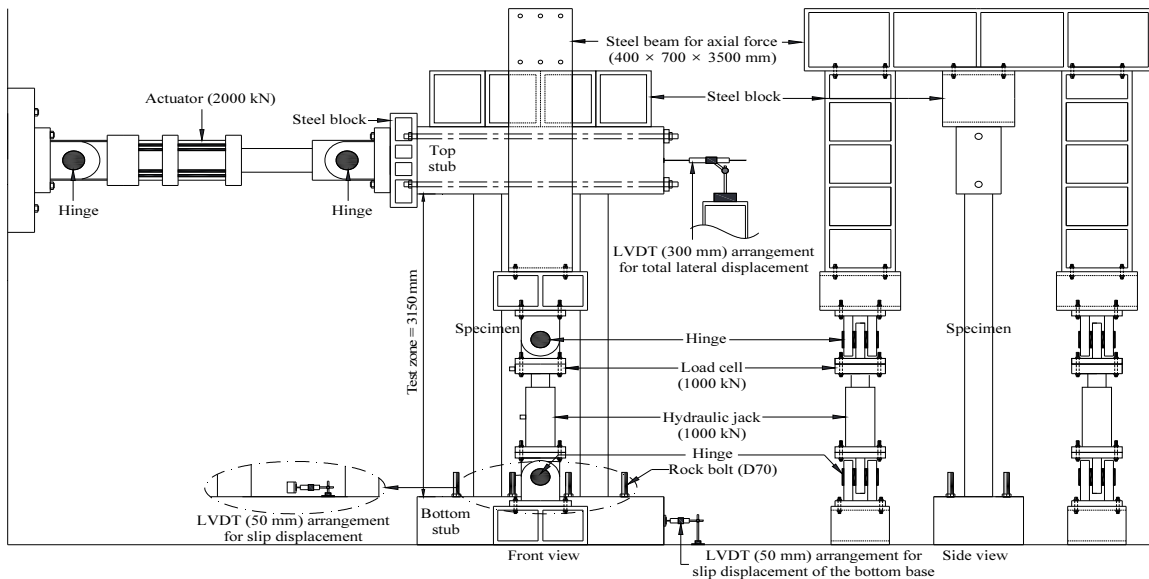 Steel beam for axial force
(400 × 700 × 3500 mm)
Actuator (2000 kN)
Steel block
Steel block
Top
stub
Hinge
Hinge
LVDT (300 mm) arrangement
for total lateral displacement
Test zone = 3150 mm
Specimen
Specimen
Hinge
Load cell
(1000 kN)
Hydraulic jack
(1000 kN)
Hinge
Rock bolt (D70)
LVDT (50 mm) arrangement
for slip displacement
Bottom
stub
Front view
LVDT (50 mm) arrangement for
slip displacement of the bottom base
Side view